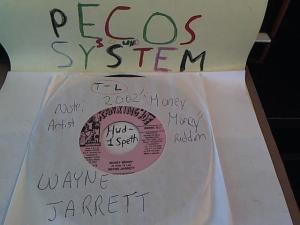 PECOS
SYSTEM
T-L
Note: 2002 "Money
Artist Money
Riddim
Hud-
1 Speth
WAYNE
JARRETT